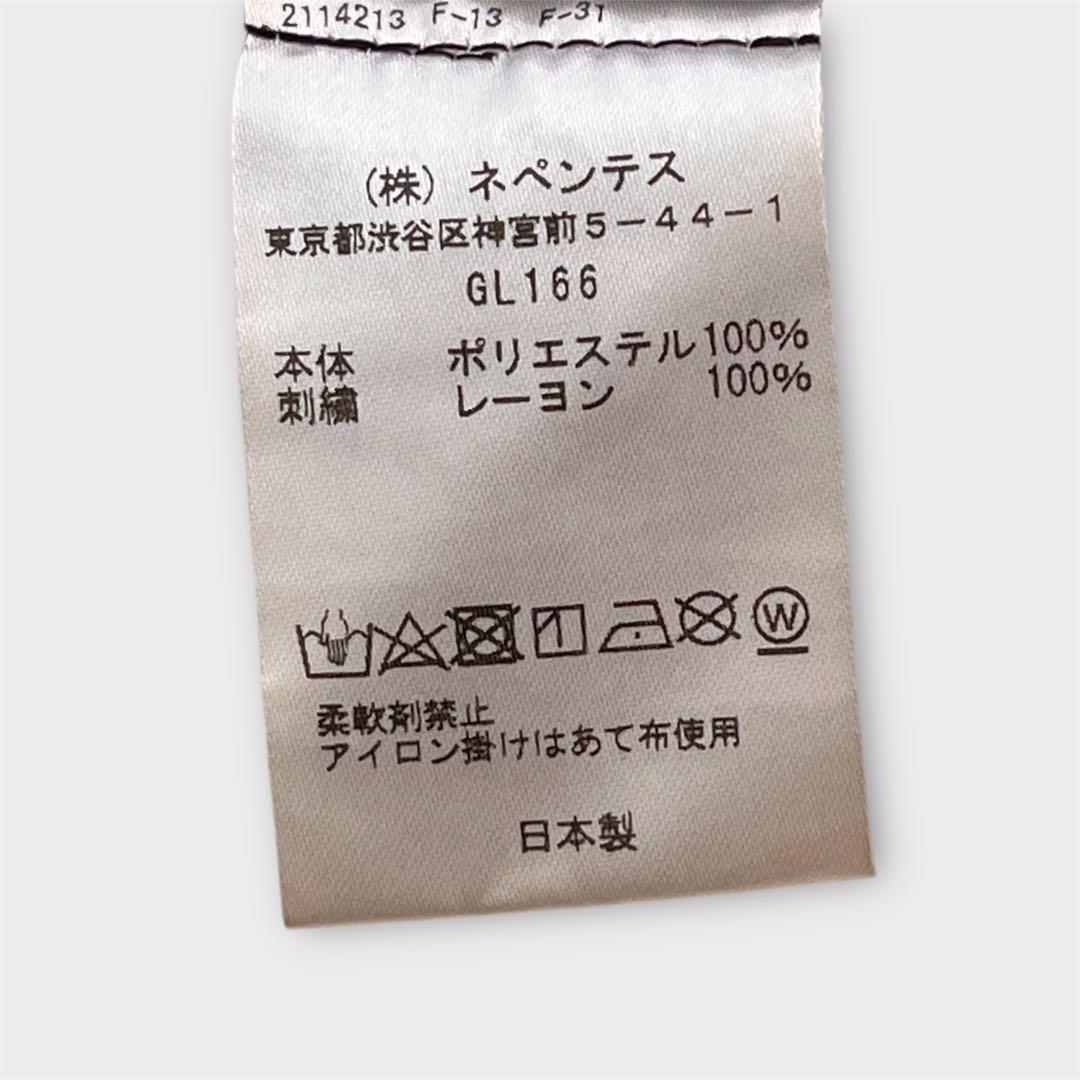 2114213 F-13 F-31
(株) ネペンテス
東京都渋谷区神宮前5-44-1
GL166
本体 ポリエステル100%
刺繍 レーヨン 100%
W
柔軟剤禁止
アイロン掛けはあて布使用
日本製